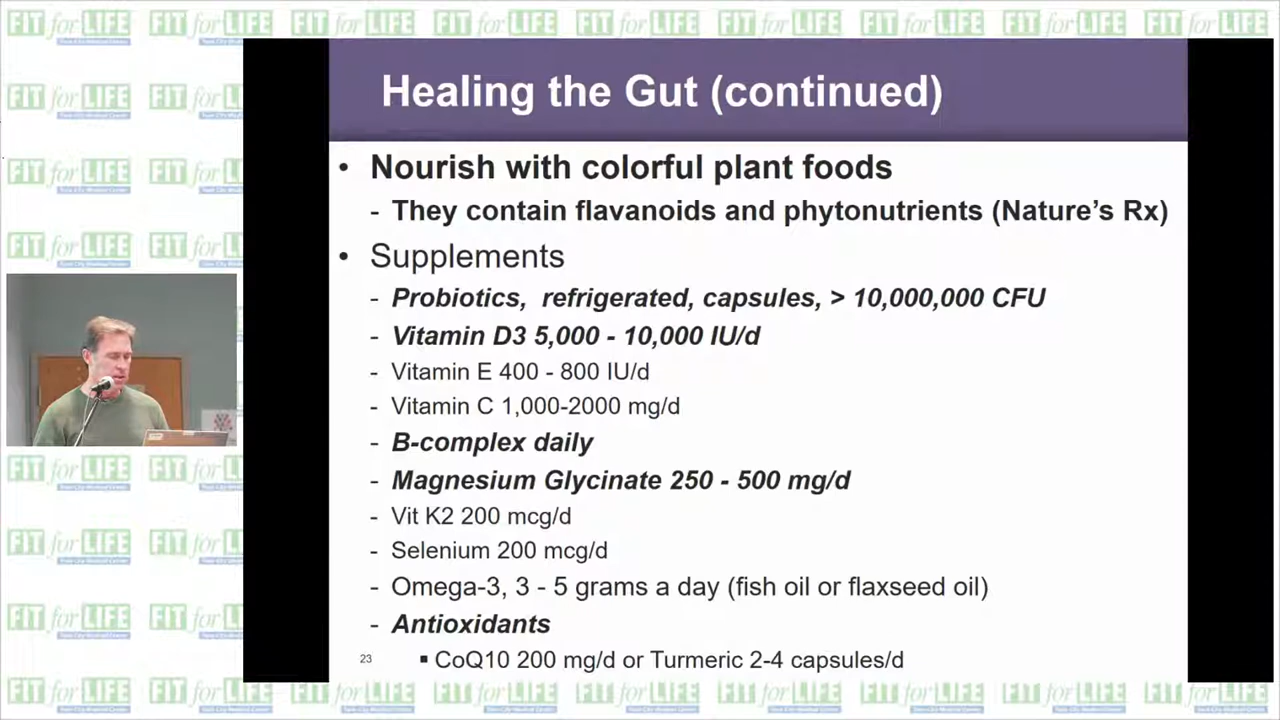 Healing the Gut (continued)
• Nourish with colorful plant foods
- They contain flavanoids and phytonutrients (Nature's Rx)
• Supplements
- Probiotics, refrigerated, capsules, > 10,000,000 CFU
- Vitamin D3 5,000 - 10,000 IU/d
- Vitamin E 400 - 800 IU/d
- Vitamin C 1,000-2000 mg/d
- B-complex daily
- Magnesium Glycinate 250 - 500 mg/d
- Vit K2 200 mcg/d
- Selenium 200 mcg/d
- Omega-3, 3 - 5 grams a day (fish oil or flaxseed oil)
- Antioxidants
▪ CoQ10 200 mg/d or Turmeric 2-4 capsules/d
23
FIT for LIFE